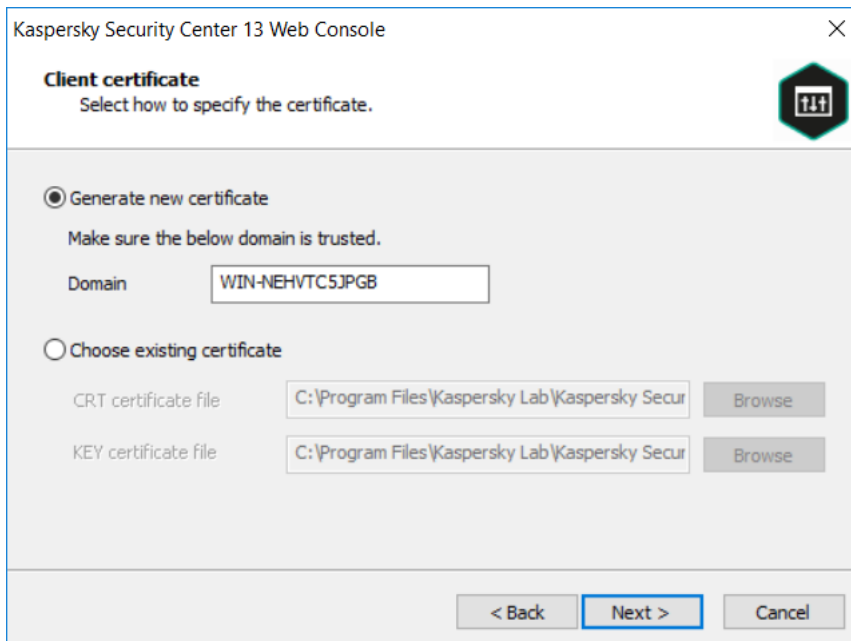 Kaspersky Security Center 13 Web Console
Client certificate
Select how to specify the certificate.
Generate new certificate
Make sure the below domain is trusted.
Domain WIN-NEHVTC5JPGB
Choose existing certificate
CRT certificate file C:\Program Files\Kaspersky Lab\Kaspersky Secur Browse
KEY certificate file C:\Program Files\Kaspersky Lab\Kaspersky Secur Browse
< Back Next > Cancel